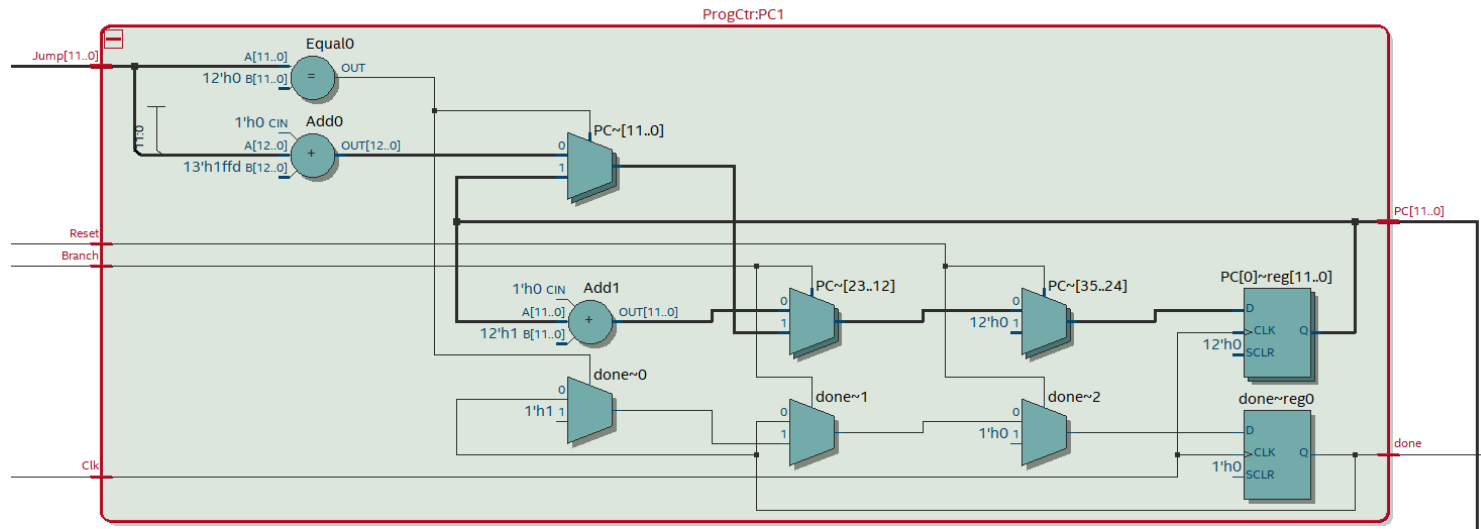 ProgCtr:PC1
Equal0
Jump[11..0]
A[11..0]
OUT
=
12'h0 B[11..0]
11:0
1'h0 CIN
Add0
PC~[11..0]
A[12..0]
OUT[12..0]
+
0
13'h1ffd B[12..0]
1
PC[11..0]
Reset
Branch
1'h0 CIN
Add1
PC~[23..12]
PC~[35..24]
PC[0]~reg[11..0]
A[11..0]
OUT[11..0]
+
0
0
D
12'h1 B[11..0]
1
12'h0 1
CLK
Q
12'h0
SCLR
done~0
0
1'h1 1
done~1
0
1
done~2
0
1'h0 1
done~reg0
D
done
CLK
Q
Clk
1'h0
SCLR